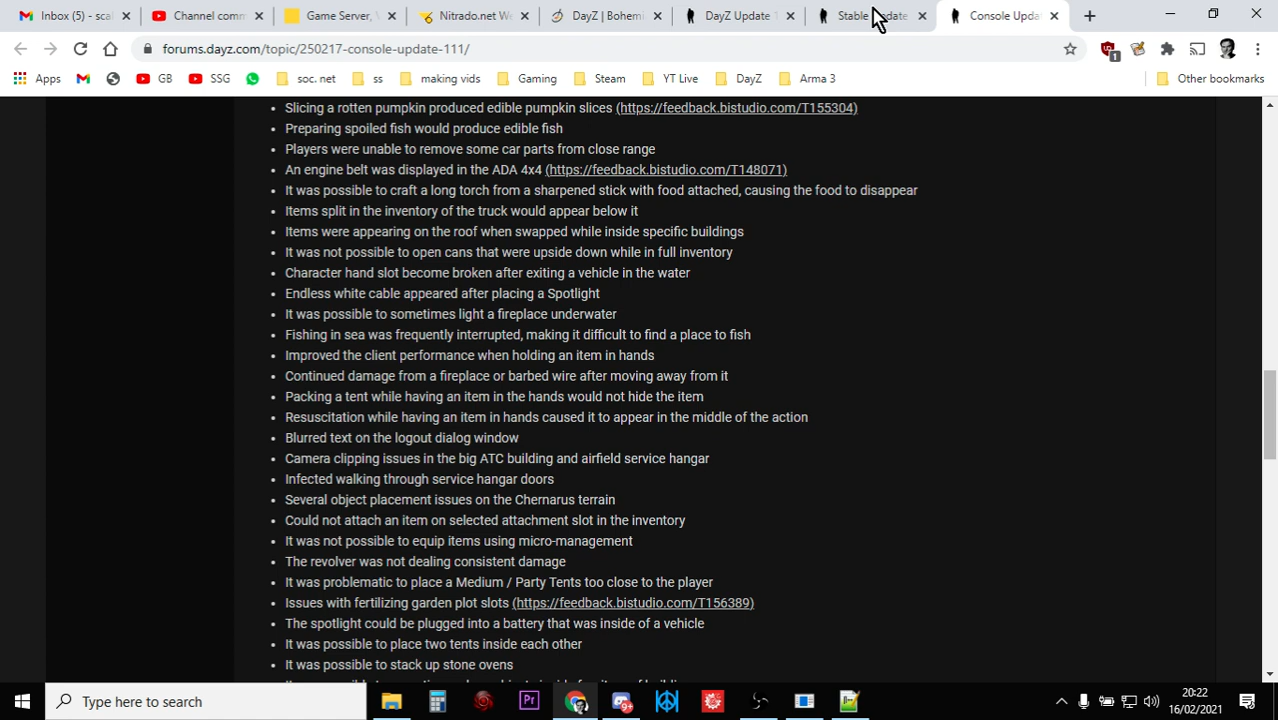 Inbox (5) - scal
Channel comm
Game Server, V
Nitrado.net We
DayZ | Bohemi
DayZ Update 1
Stable Update
Console Upda
forums.dayz.com/topic/250217-console-update-111/
1
Apps
GB
SSG
soc. net
ss
making vids
Gaming
Steam
YT Live
DayZ
Arma 3
Other bookmarks
• Slicing a rotten pumpkin produced edible pumpkin slices (https://feedback.bistudio.com/T155304)
• Preparing spoiled fish would produce edible fish
• Players were unable to remove some car parts from close range
• An engine belt was displayed in the ADA 4x4 (https://feedback.bistudio.com/T148071)
• It was possible to craft a long torch from a sharpened stick with food attached, causing the food to disappear
• Items split in the inventory of the truck would appear below it
• Items were appearing on the roof when swapped while inside specific buildings
• It was not possible to open cans that were upside down while in full inventory
• Character hand slot become broken after exiting a vehicle in the water
• Endless white cable appeared after placing a Spotlight
• It was possible to sometimes light a fireplace underwater
• Fishing in sea was frequently interrupted, making it difficult to find a place to fish
• Improved the client performance when holding an item in hands
• Continued damage from a fireplace or barbed wire after moving away from it
• Packing a tent while having an item in the hands would not hide the item
• Resuscitation while having an item in hands caused it to appear in the middle of the action
• Blurred text on the logout dialog window
• Camera clipping issues in the big ATC building and airfield service hangar
• Infected walking through service hangar doors
• Several object placement issues on the Chernarus terrain
• Could not attach an item on selected attachment slot in the inventory
• It was not possible to equip items using micro-management
• The revolver was not dealing consistent damage
• It was problematic to place a Medium / Party Tents too close to the player
• Issues with fertilizing garden plot slots (https://feedback.bistudio.com/T156389)
• The spotlight could be plugged into a battery that was inside of a vehicle
• It was possible to place two tents inside each other
• It was possible to stack up stone ovens
Type here to search
Pr
20:22
16/02/2021